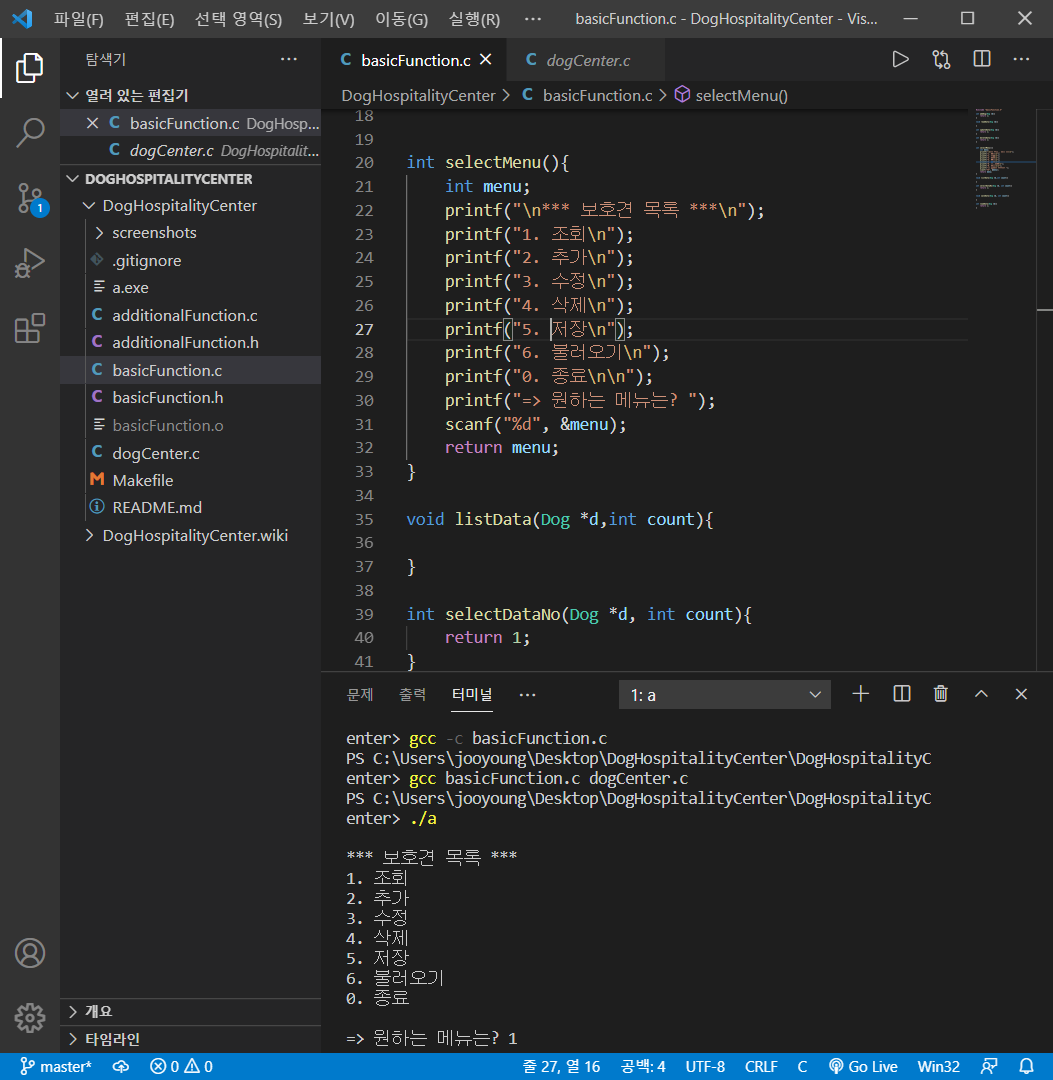 파일(F) 편집(E) 선택 영역(S) 보기(V) 이동(G) 실행(R) ··· basicFunction.c - DogHospitalityCenter - Vis...
탐색기 ···
열려 있는 편집기
basicFunction.c DogHosp...
dogCenter.c DogHospitalit...
DOGHOSPITALITYCENTER
DogHospitalityCenter
screenshots
.gitignore
a.exe
additionalFunction.c
additionalFunction.h
basicFunction.c
basicFunction.h
basicFunction.o
dogCenter.c
Makefile
README.md
DogHospitalityCenter.wiki
개요
타임라인
1
basicFunction.c dogCenter.c
DogHospitalityCenter > basicFunction.c > selectMenu()
18
19
20 int selectMenu(){
21 int menu;
22 printf("\n*** 보호견 목록 ***\n");
23 printf("1. 조회\n");
24 printf("2. 추가\n");
25 printf("3. 수정\n");
26 printf("4. 삭제\n");
27 printf("5. 저장\n");
28 printf("6. 불러오기\n");
29 printf("0. 종료\n\n");
30 printf("=> 원하는 메뉴는? ");
31 scanf("%d", &menu);
32 return menu;
33 }
34
35 void listData(Dog *d,int count){
36
37 }
38
39 int selectDataNo(Dog *d, int count){
40 return 1;
41 }
문제 출력 터미널 ··· 1: a
enter> gcc -c basicFunction.c
PS C:\Users\jooyoung\Desktop\DogHospitalityCenter\DogHospitalityC
enter> gcc basicFunction.c dogCenter.c
PS C:\Users\jooyoung\Desktop\DogHospitalityCenter\DogHospitalityC
enter> ./a
*** 보호견 목록 ***
1. 조회
2. 추가
3. 수정
4. 삭제
5. 저장
6. 불러오기
0. 종료
=> 원하는 메뉴는? 1
master* 0 0 줄 27, 열 16 공백: 4 UTF-8 CRLF C Go Live Win32